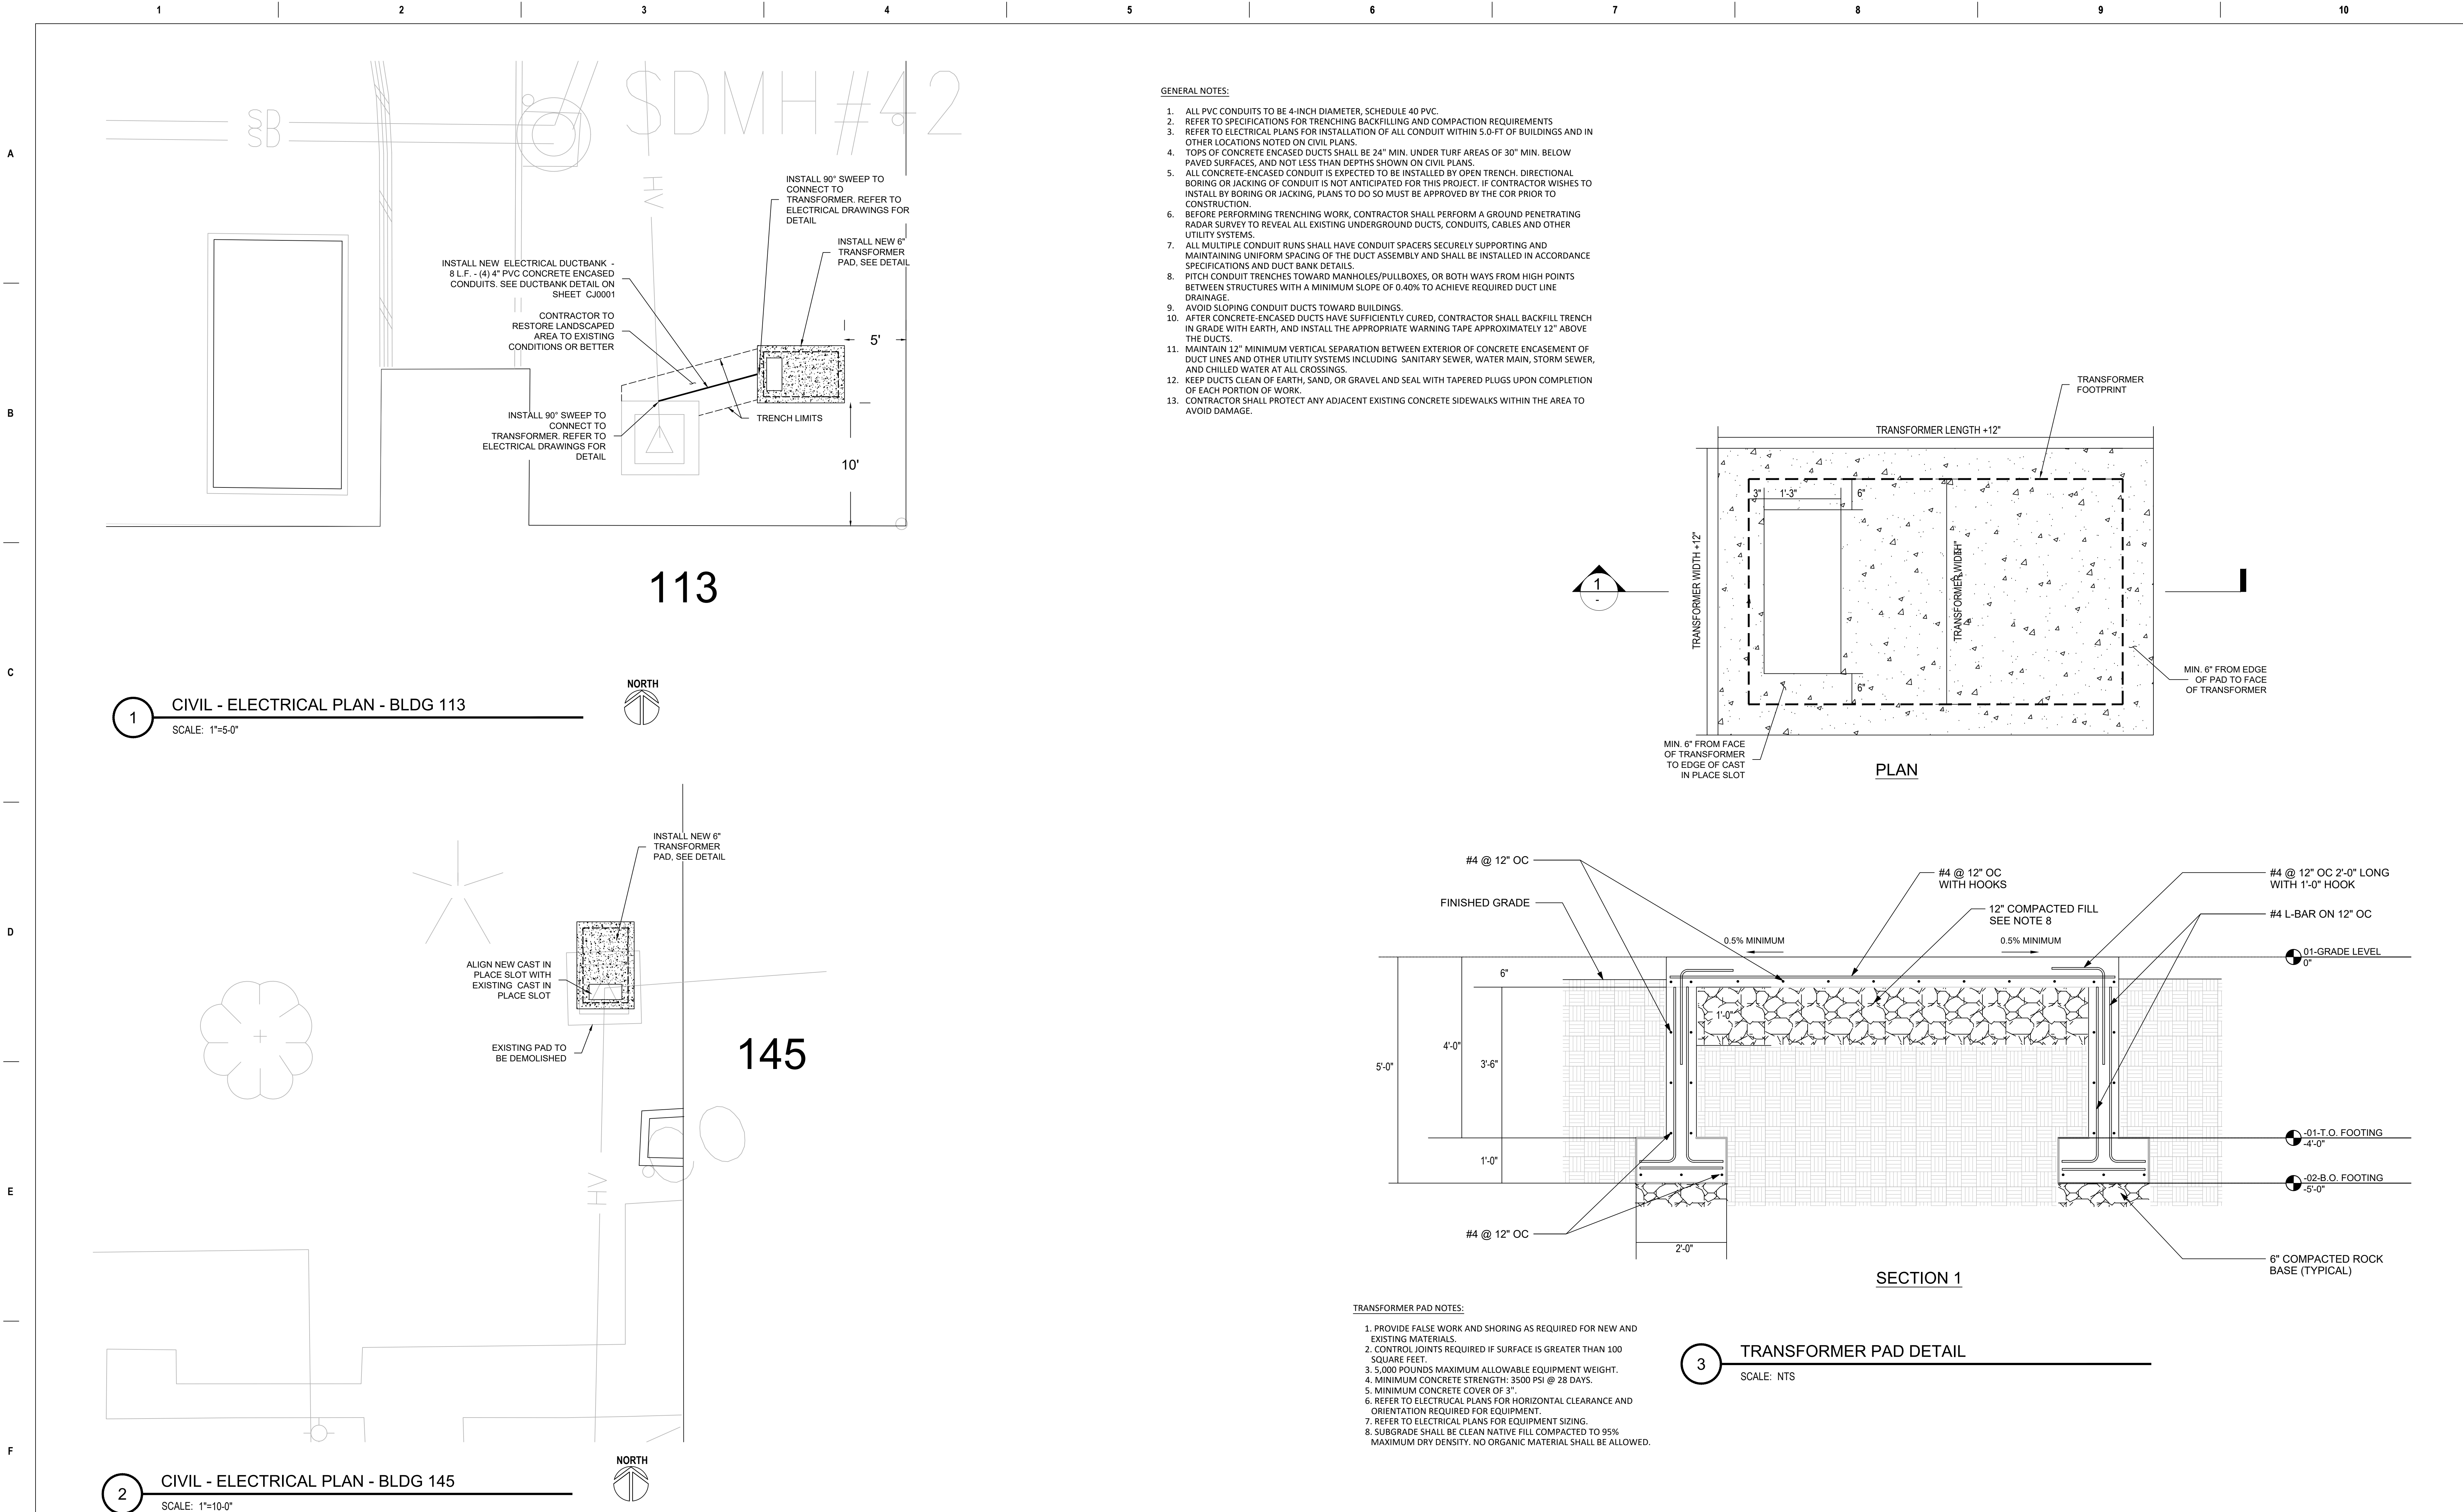 1 2 3 4 5 6 7 8 9 10
A
B
C
D
E
F
SD
SD
SDMH#42
HV
INSTALL 90° SWEEP TO
CONNECT TO
TRANSFORMER. REFER TO
ELECTRICAL DRAWINGS FOR
DETAIL
INSTALL NEW 6"
TRANSFORMER
PAD, SEE DETAIL
INSTALL NEW ELECTRICAL DUCTBANK -
8 L.F. - (4) 4" PVC CONCRETE ENCASED
CONDUITS. SEE DUCTBANK DETAIL ON
SHEET CJ0001
CONTRACTOR TO
RESTORE LANDSCAPED
AREA TO EXISTING
CONDITIONS OR BETTER
5'
INSTALL 90° SWEEP TO
CONNECT TO
TRANSFORMER. REFER TO
ELECTRICAL DRAWINGS FOR
DETAIL
TRENCH LIMITS
10'
113
NORTH
1
CIVIL - ELECTRICAL PLAN - BLDG 113
SCALE: 1"=5-0"
INSTALL NEW 6"
TRANSFORMER
PAD, SEE DETAIL
ALIGN NEW CAST IN
PLACE SLOT WITH
EXISTING CAST IN
PLACE SLOT
EXISTING PAD TO
BE DEMOLISHED
145
HV
NORTH
2
CIVIL - ELECTRICAL PLAN - BLDG 145
SCALE: 1"=10-0"
GENERAL NOTES:
1. ALL PVC CONDUITS TO BE 4-INCH DIAMETER, SCHEDULE 40 PVC.
2. REFER TO SPECIFICATIONS FOR TRENCHING BACKFILLING AND COMPACTION REQUIREMENTS
3. REFER TO ELECTRICAL PLANS FOR INSTALLATION OF ALL CONDUIT WITHIN 5.0-FT OF BUILDINGS AND IN
OTHER LOCATIONS NOTED ON CIVIL PLANS.
4. TOPS OF CONCRETE ENCASED DUCTS SHALL BE 24" MIN. UNDER TURF AREAS OF 30" MIN. BELOW
PAVED SURFACES, AND NOT LESS THAN DEPTHS SHOWN ON CIVIL PLANS.
5. ALL CONCRETE-ENCASED CONDUIT IS EXPECTED TO BE INSTALLED BY OPEN TRENCH. DIRECTIONAL
BORING OR JACKING OF CONDUIT IS NOT ANTICIPATED FOR THIS PROJECT. IF CONTRACTOR WISHES TO
INSTALL BY BORING OR JACKING, PLANS TO DO SO MUST BE APPROVED BY THE COR PRIOR TO
CONSTRUCTION.
6. BEFORE PERFORMING TRENCHING WORK, CONTRACTOR SHALL PERFORM A GROUND PENETRATING
RADAR SURVEY TO REVEAL ALL EXISTING UNDERGROUND DUCTS, CONDUITS, CABLES AND OTHER
UTILITY SYSTEMS.
7. ALL MULTIPLE CONDUIT RUNS SHALL HAVE CONDUIT SPACERS SECURELY SUPPORTING AND
MAINTAINING UNIFORM SPACING OF THE DUCT ASSEMBLY AND SHALL BE INSTALLED IN ACCORDANCE
SPECIFICATIONS AND DUCT BANK DETAILS.
8. PITCH CONDUIT TRENCHES TOWARD MANHOLES/PULLBOXES, OR BOTH WAYS FROM HIGH POINTS
BETWEEN STRUCTURES WITH A MINIMUM SLOPE OF 0.40% TO ACHIEVE REQUIRED DUCT LINE
DRAINAGE.
9. AVOID SLOPING CONDUIT DUCTS TOWARD BUILDINGS.
10. AFTER CONCRETE-ENCASED DUCTS HAVE SUFFICIENTLY CURED, CONTRACTOR SHALL BACKFILL TRENCH
IN GRADE WITH EARTH, AND INSTALL THE APPROPRIATE WARNING TAPE APPROXIMATELY 12" ABOVE
THE DUCTS.
11. MAINTAIN 12" MINIMUM VERTICAL SEPARATION BETWEEN EXTERIOR OF CONCRETE ENCASEMENT OF
DUCT LINES AND OTHER UTILITY SYSTEMS INCLUDING SANITARY SEWER, WATER MAIN, STORM SEWER,
AND CHILLED WATER AT ALL CROSSINGS.
12. KEEP DUCTS CLEAN OF EARTH, SAND, OR GRAVEL AND SEAL WITH TAPERED PLUGS UPON COMPLETION
OF EACH PORTION OF WORK.
13. CONTRACTOR SHALL PROTECT ANY ADJACENT EXISTING CONCRETE SIDEWALKS WITHIN THE AREA TO
AVOID DAMAGE.
TRANSFORMER
FOOTPRINT
TRANSFORMER LENGTH +12"
3"
1'-3"
6"
TRANSFORMER WIDTH +12"
TRANSFORMER WIDTH
1
-
6"
MIN. 6" FROM EDGE
OF PAD TO FACE
OF TRANSFORMER
MIN. 6" FROM FACE
OF TRANSFORMER
TO EDGE OF CAST
IN PLACE SLOT
PLAN
#4 @ 12" OC
FINISHED GRADE
#4 @ 12" OC
WITH HOOKS
12" COMPACTED FILL
SEE NOTE 8
#4 @ 12" OC 2'-0" LONG
WITH 1'-0" HOOK
#4 L-BAR ON 12" OC
0.5% MINIMUM
0.5% MINIMUM
01-GRADE LEVEL
0"
6"
1'-0"
4'-0"
3'-6"
5'-0"
-01-T.O. FOOTING
-4'-0"
1'-0"
-02-B.O. FOOTING
-5'-0"
#4 @ 12" OC
2'-0"
6" COMPACTED ROCK
BASE (TYPICAL)
SECTION 1
TRANSFORMER PAD NOTES:
1. PROVIDE FALSE WORK AND SHORING AS REQUIRED FOR NEW AND
EXISTING MATERIALS.
2. CONTROL JOINTS REQUIRED IF SURFACE IS GREATER THAN 100
SQUARE FEET.
3. 5,000 POUNDS MAXIMUM ALLOWABLE EQUIPMENT WEIGHT.
4. MINIMUM CONCRETE STRENGTH: 3500 PSI @ 28 DAYS.
5. MINIMUM CONCRETE COVER OF 3".
6. REFER TO ELECTRUCAL PLANS FOR HORIZONTAL CLEARANCE AND
ORIENTATION REQUIRED FOR EQUIPMENT.
7. REFER TO ELECTRICAL PLANS FOR EQUIPMENT SIZING.
8. SUBGRADE SHALL BE CLEAN NATIVE FILL COMPACTED TO 95%
MAXIMUM DRY DENSITY. NO ORGANIC MATERIAL SHALL BE ALLOWED.
3
TRANSFORMER PAD DETAIL
SCALE: NTS